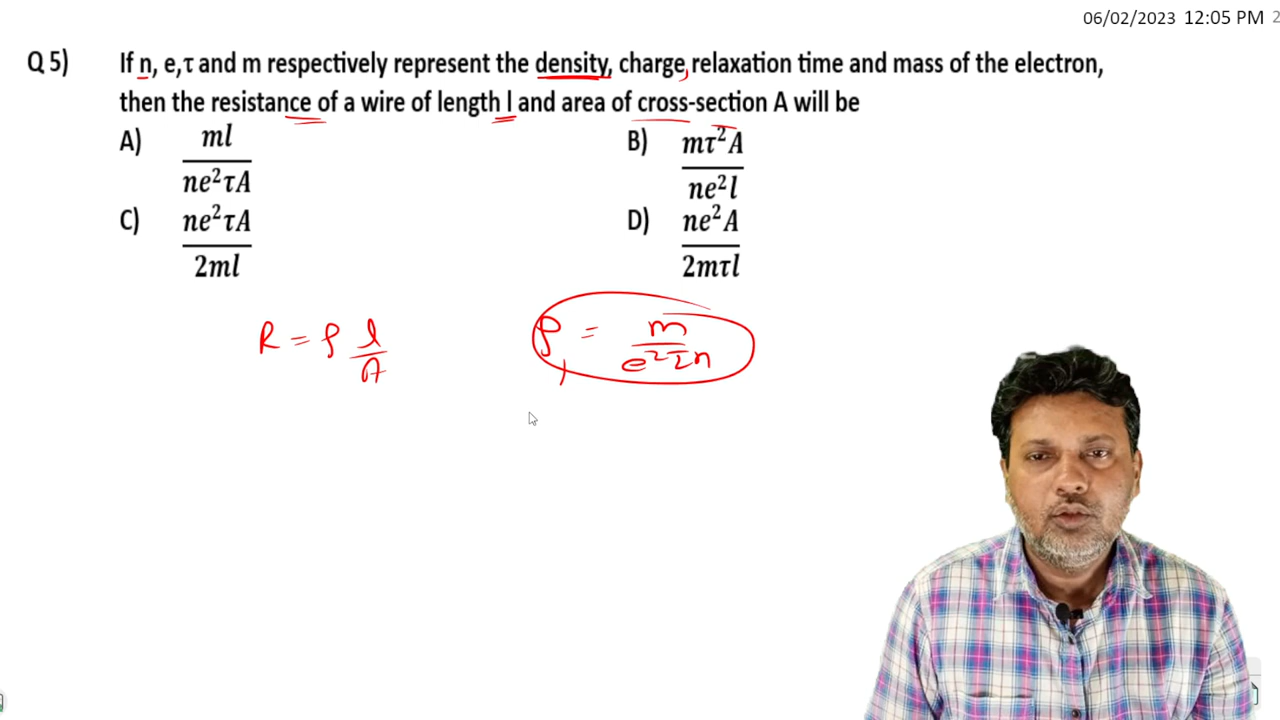 06/02/2023 12:05 PM 2
Q 5) If n, e,τ and m respectively represent the density, charge, relaxation time and mass of the electron,
then the resistance of a wire of length l and area of cross-section A will be
A) ml / ne²τA
B) mτ²A / ne²l
C) ne²τA / 2ml
D) ne²A / 2mτl
R = ρ l / A
ρ = m / e²τn